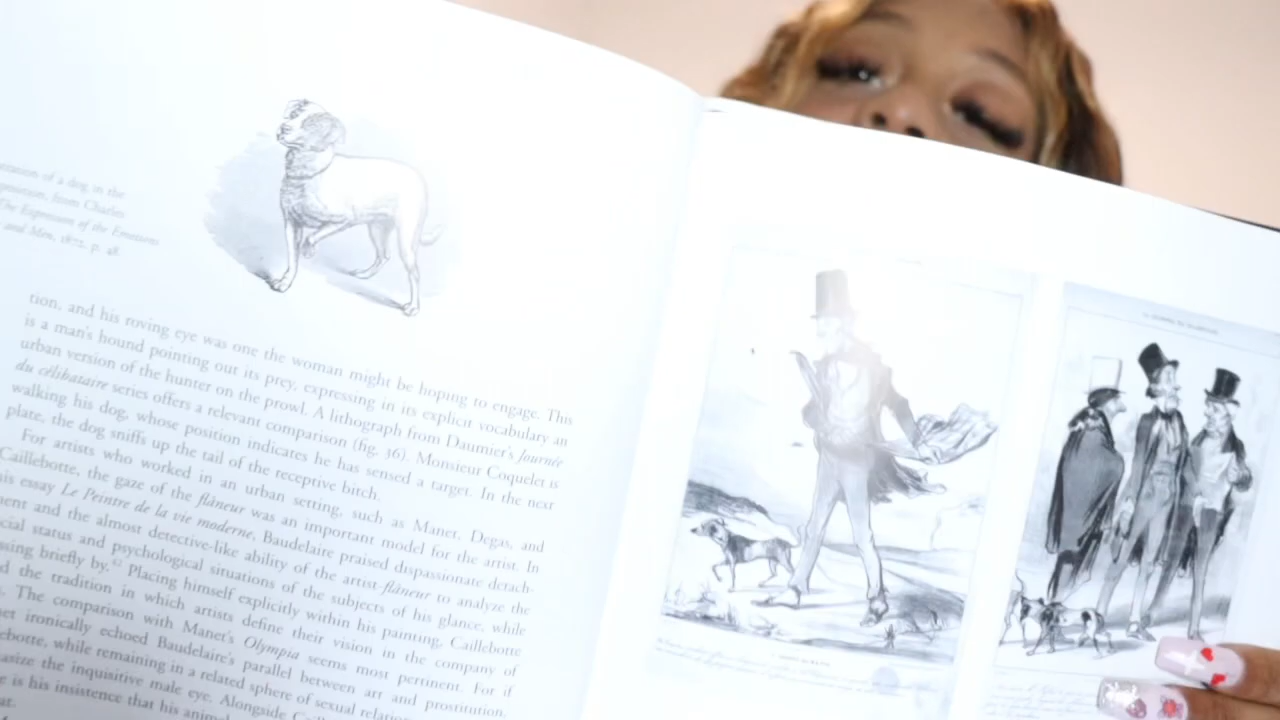 tration of a dog in the
position, from Charles
The Expression of the Emotions
and Men, 1872, p. 48.
tion, and his roving eye was one the woman might be hoping to engage. This
is a man's hound pointing out its prey, expressing in its explicit vocabulary an
urban version of the hunter on the prowl. A lithograph from Daumier's Journée
du célibataire series offers a relevant comparison (fig. 36). Monsieur Coquelet is
walking his dog, whose position indicates he has sensed a target. In the next
plate, the dog sniffs up the tail of the receptive bitch.
For artists who worked in an urban setting, such as Manet, Degas, and
Caillebotte, the gaze of the flâneur was an important model for the artist. In
his essay Le Peintre de la vie moderne, Baudelaire praised dispassionate detach-
ment and the almost detective-like ability of the artist-flâneur to analyze the
cial status and psychological situations of the subjects of his glance, while
ssing briefly by.42 Placing himself explicitly within his painting, Caillebotte
d the tradition in which artists define their vision in the company of
. The comparison with Manet's Olympia seems most pertinent. For if
et ironically echoed Baudelaire's parallel between art and prostitution,
ebotte, while remaining in a related sphere of sexual relatio
asize the inquisitive male eye. Alongside Caill
e is his insistence that his animal
at.